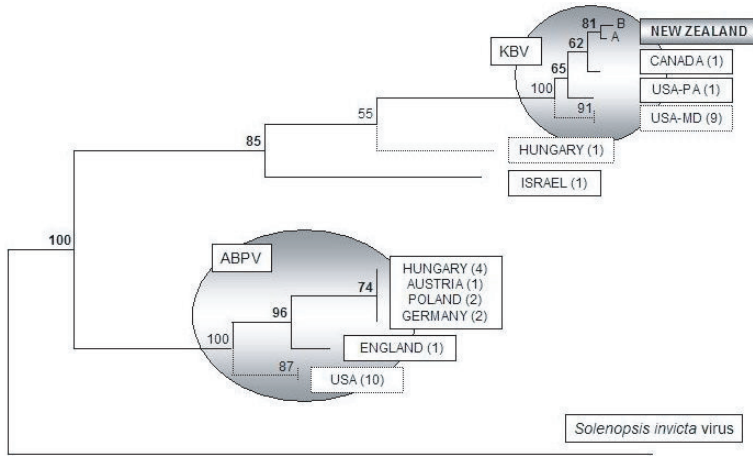 81
B
A
NEW ZEALAND
KBV
62
CANADA (1)
65
100
USA-PA (1)
91
USA-MD (9)
55
85
HUNGARY (1)
ISRAEL (1)
100
ABPV
HUNGARY (4)
AUSTRIA (1)
POLAND (2)
GERMANY (2)
74
96
100
ENGLAND (1)
87
USA (10)
Solenopsis invicta virus